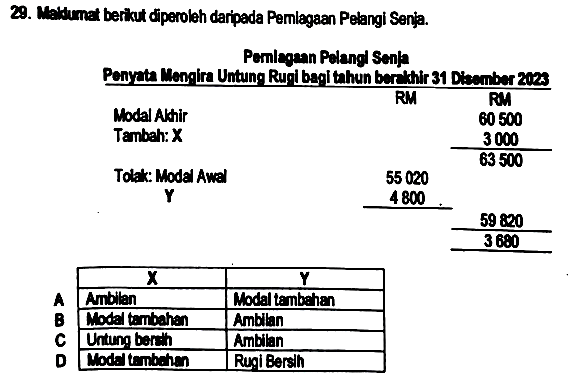 29. Maklumat berikut diperoleh daripada Perniagaan Pelangi Senja.
Perniagaan Pelangi Senja
Penyata Mengira Untung Rugi bagi tahun berakhir 31 Disember 2023
RM RM
Modal Akhir 60 500
Tambah: X 3 000
63 500
Tolak: Modal Awal 55 020
Y 4 800
59 820
3 680
X Y
A Ambilan Modal tambahan
B Modal tambahan Ambilan
C Untung bersih Ambilan
D Modal tambahan Rugi Bersih